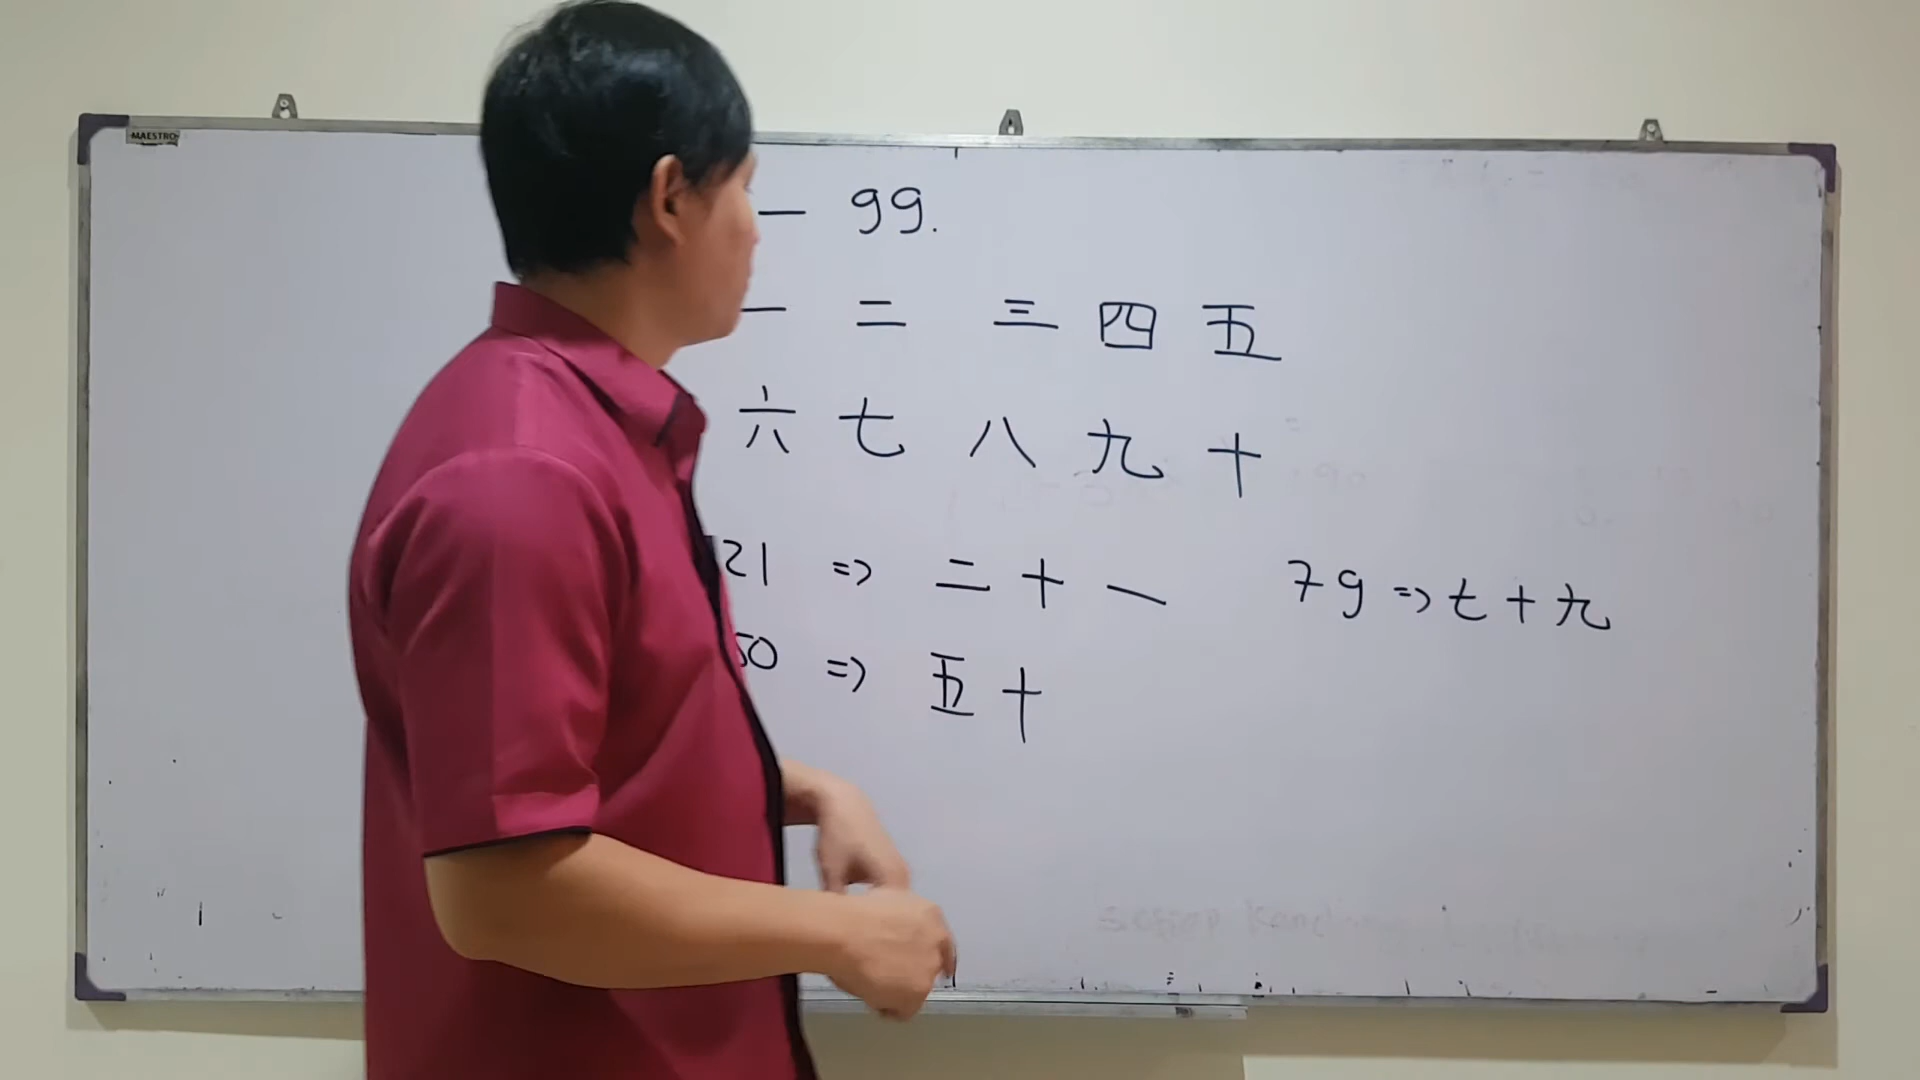 MAESTRO
— 99.
一 二 三 四 五
六 七 八 九 十
21 => 二十一 79 => 七十九
50 => 五十